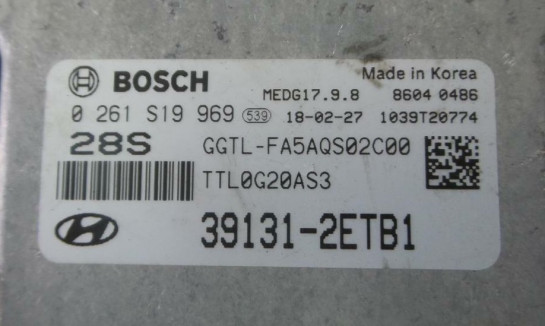 BOSCH
Made in Korea
MEDG17.9.8 8604 0486
0 261 S19 969 539 18-02-27 1039T20774
28S GGTL-FA5AQS02C00
TTL0G20AS3
39131-2ETB1